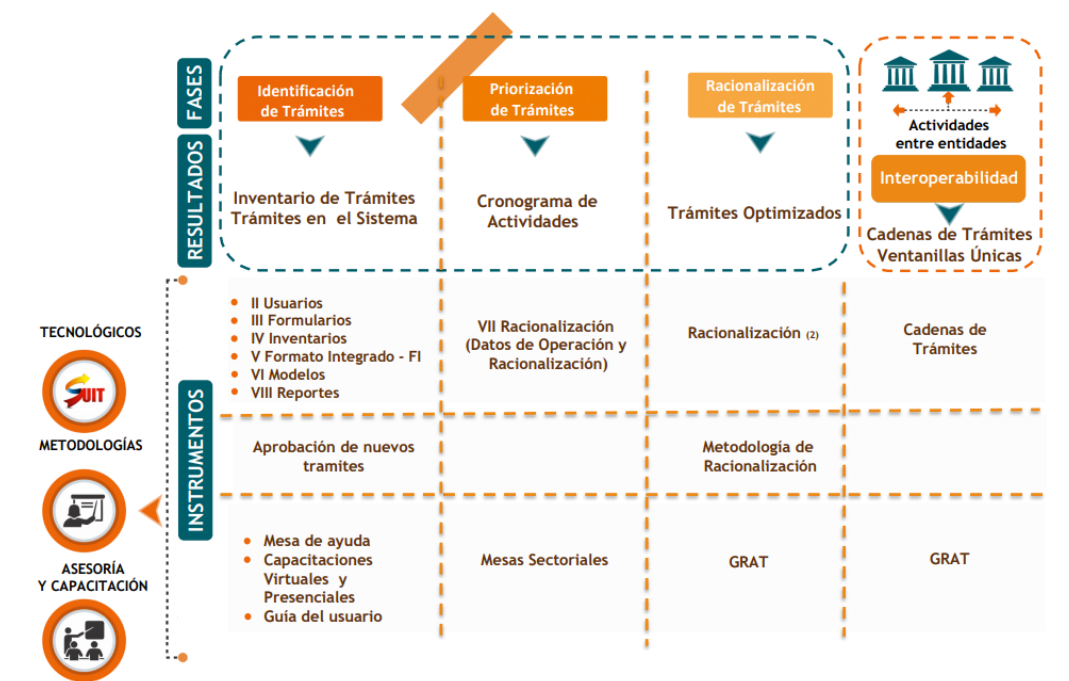 FASES
Identificación
de Trámites
Priorización
de Trámites
Racionalización
de Trámites
Actividades
entre entidades
Interoperabilidad
RESULTADOS
Inventario de Trámites
Trámites en el Sistema
Cronograma de
Actividades
Trámites Optimizados
Cadenas de Trámites
Ventanillas Únicas
INSTRUMENTOS
TECNOLÓGICOS
SUIT
• II Usuarios
• III Formularios
• IV Inventarios
• V Formato Integrado - FI
• VI Modelos
• VIII Reportes
VII Racionalización
(Datos de Operación y
Racionalización)
Racionalización (2)
Cadenas de
Trámites
METODOLOGÍAS
Aprobación de nuevos
tramites
Metodología de
Racionalización
ASESORÍA
Y CAPACITACIÓN
• Mesa de ayuda
• Capacitaciones
Virtuales y
Presenciales
• Guía del usuario
Mesas Sectoriales
GRAT
GRAT